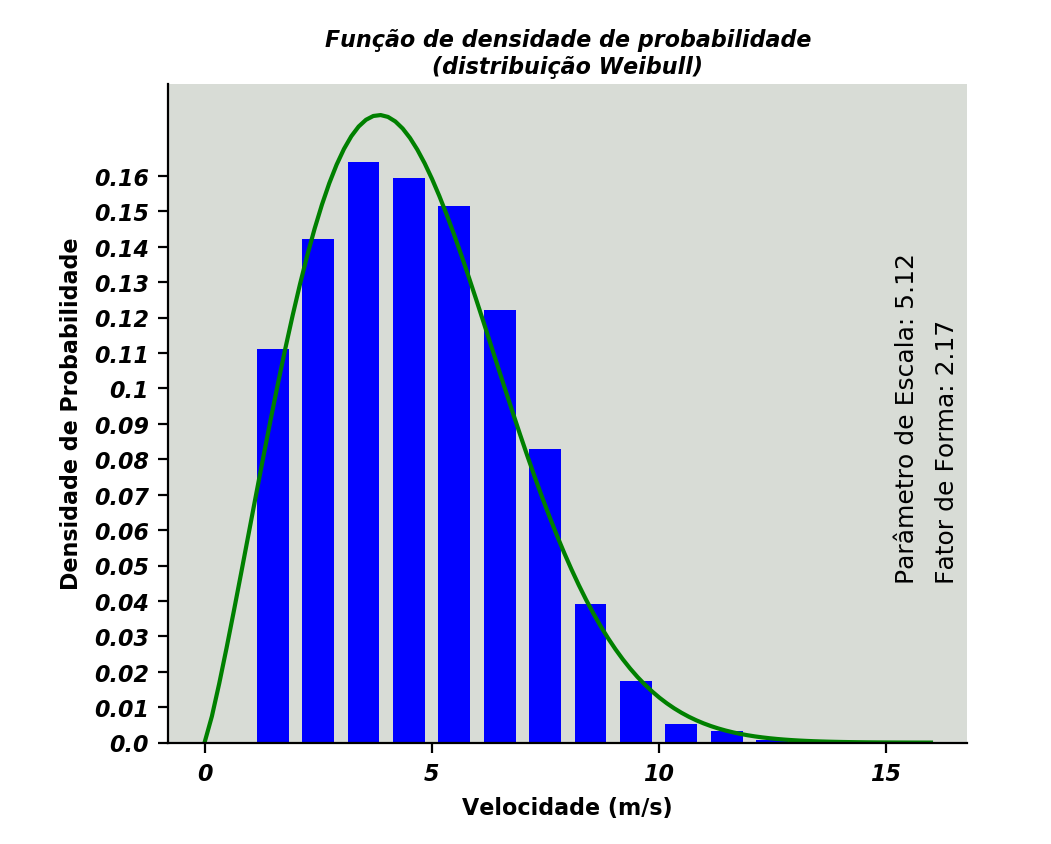 Função de densidade de probabilidade
(distribuição Weibull)
Densidade de Probabilidade
0.16
0.15
0.14
0.13
0.12
0.11
0.1
0.09
0.08
0.07
0.06
0.05
0.04
0.03
0.02
0.01
0.0
0 5 10 15
Velocidade (m/s)
Parâmetro de Escala: 5.12
Fator de Forma: 2.17